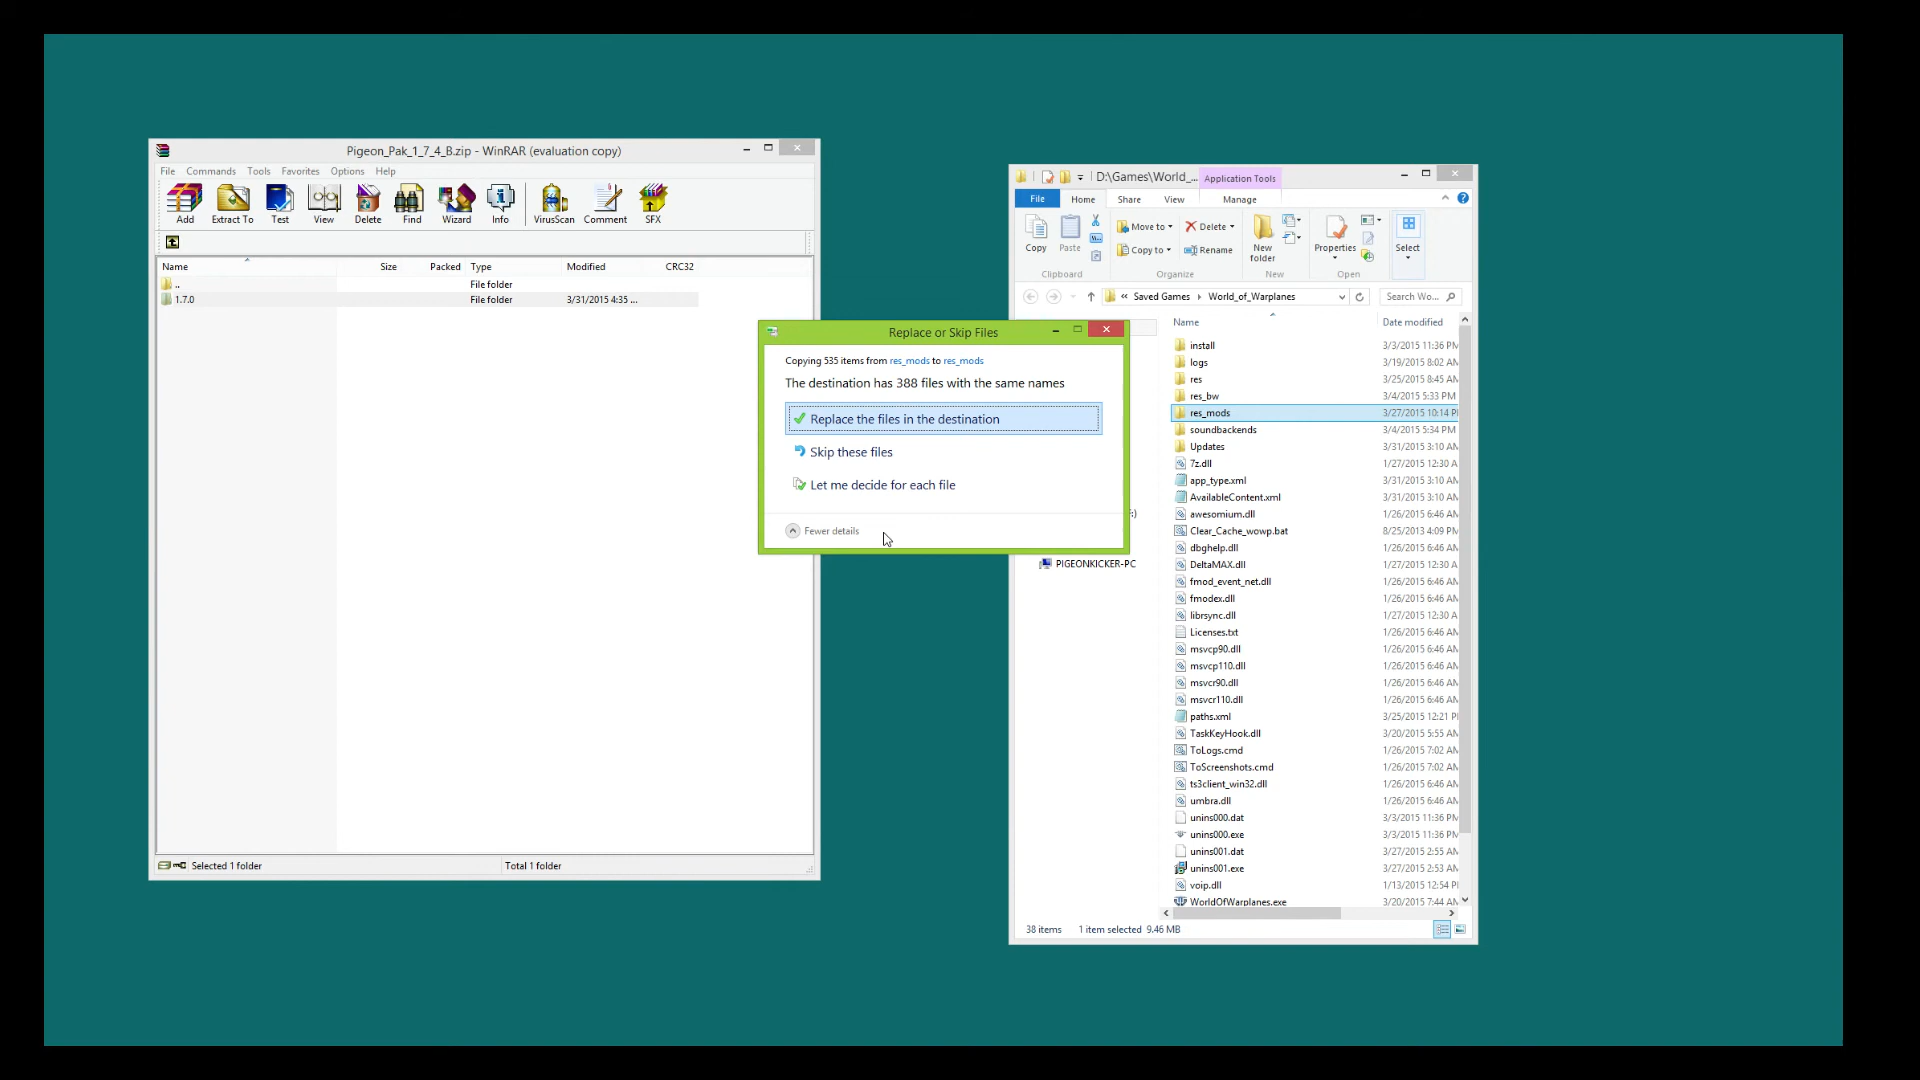 Pigeon_Pak_1_7_4_B.zip - WinRAR (evaluation copy)
File Commands Tools Favorites Options Help
Add Extract To Test View Delete Find Wizard Info VirusScan Comment SFX
Name Size Packed Type Modified CRC32
.. File folder
1.7.0 File folder 3/31/2015 4:35 ...
Selected 1 folder Total 1 folder
Replace or Skip Files
Copying 535 items from res_mods to res_mods
The destination has 388 files with the same names
Replace the files in the destination
Skip these files
Let me decide for each file
Fewer details
D:\Games\World_... Application Tools
File Home Share View Manage
Copy Paste Move to Copy to Delete Rename New folder Properties Select
Clipboard Organize New Open
« Saved Games World_of_Warplanes Search Wo...
Name Date modified
install 3/3/2015 11:36 PM
logs 3/19/2015 8:02 AM
res 3/25/2015 8:45 AM
res_bw 3/4/2015 5:33 PM
res_mods 3/27/2015 10:14 P
soundbackends 3/4/2015 5:34 PM
Updates 3/31/2015 3:10 AM
7z.dll 1/27/2015 12:30 A
app_type.xml 3/31/2015 3:10 AM
AvailableContent.xml 3/31/2015 3:10 AM
awesomium.dll 1/26/2015 6:46 AM
Clear_Cache_wowp.bat 8/25/2013 4:09 PM
dbghelp.dll 1/26/2015 6:46 AM
DeltaMAX.dll 1/27/2015 12:30 A
fmod_event_net.dll 1/26/2015 6:46 AM
fmodex.dll 1/26/2015 6:46 AM
librsync.dll 1/27/2015 12:30 A
Licenses.txt 1/26/2015 6:46 AM
msvcp90.dll 1/26/2015 6:46 AM
msvcp110.dll 1/26/2015 6:46 AM
msvcr90.dll 1/26/2015 6:46 AM
msvcr110.dll 1/26/2015 6:46 AM
paths.xml 3/25/2015 12:21 P
TaskKeyHook.dll 3/20/2015 5:55 AM
ToLogs.cmd 1/26/2015 7:02 AM
ToScreenshots.cmd 1/26/2015 7:02 AM
ts3client_win32.dll 1/26/2015 6:46 AM
umbra.dll 1/26/2015 6:46 AM
unins000.dat 3/3/2015 11:36 PM
unins000.exe 3/3/2015 11:36 PM
unins001.dat 3/27/2015 2:55 AM
unins001.exe 3/27/2015 2:53 AM
voip.dll 1/13/2015 12:54 P
WorldOfWarplanes.exe 3/20/2015 7:44 AM
:)
PIGEONKICKER-PC
38 items 1 item selected 9.46 MB